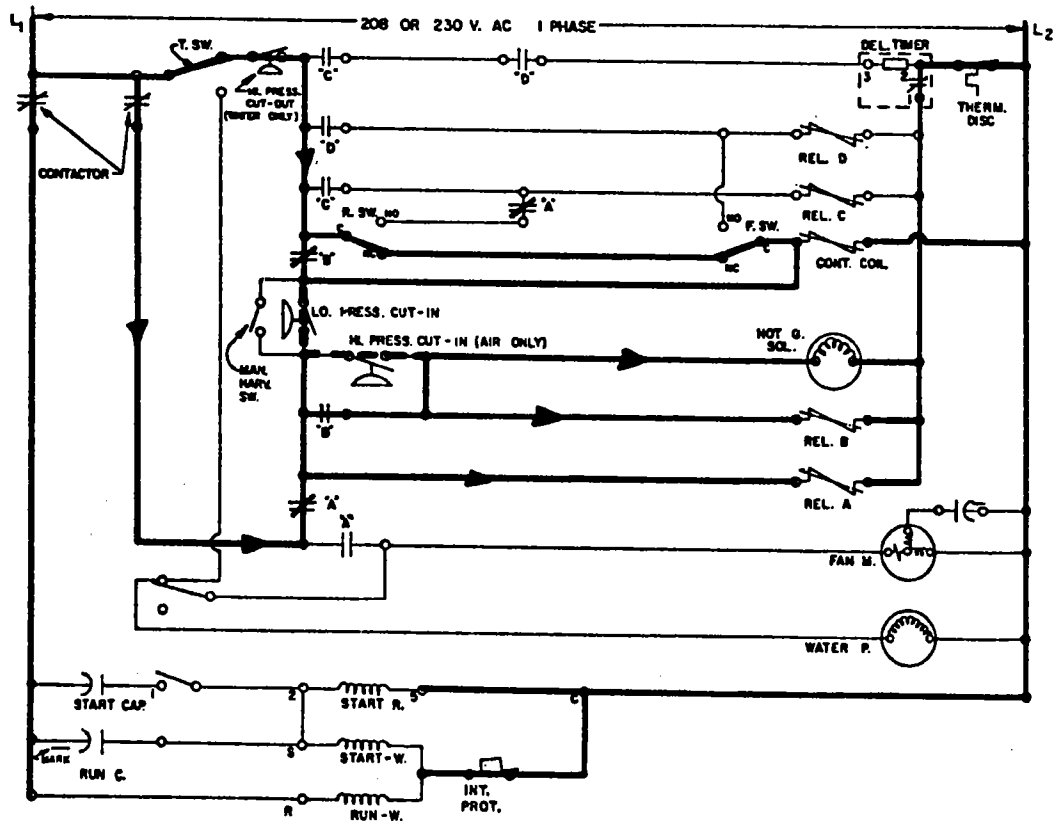 L1
208 OR 230 V. AC 1 PHASE
L2
T. SW.
"C"
"D"
DEL. TIMER
3 2
THERM.
DISC
HI. PRESS.
CUT-OUT
(WATER ONLY)
CONTACTOR
"D"
REL. D
"C"
R. SW.
NO
"A"
NO
F. SW.
REL. C
C
NC
NC
C
"B"
CONT. COIL
LO. PRESS. CUT-IN
HI. PRESS. CUT-IN (AIR ONLY)
HOT G.
SOL.
MAN.
HARV.
SW.
"B"
REL. B
REL. A
"A"
"A"
FAN M.
WATER P.
START CAP.
1
2
START R.
5
C
MARK
RUN C.
S
START-W.
INT.
PROT.
R
RUN-W.